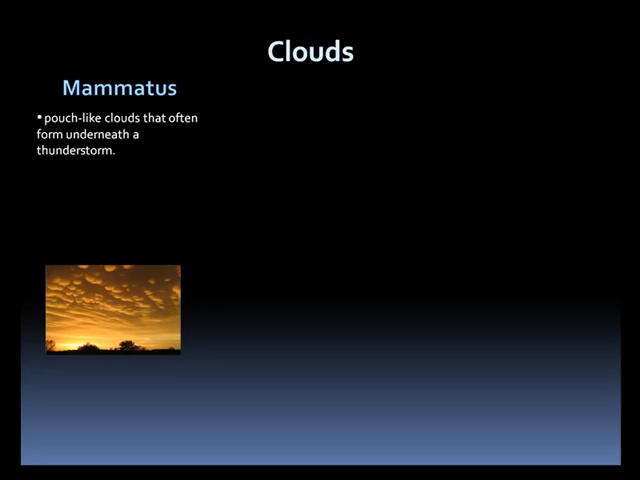 Clouds
Mammatus
• pouch-like clouds that often
form underneath a
thunderstorm.